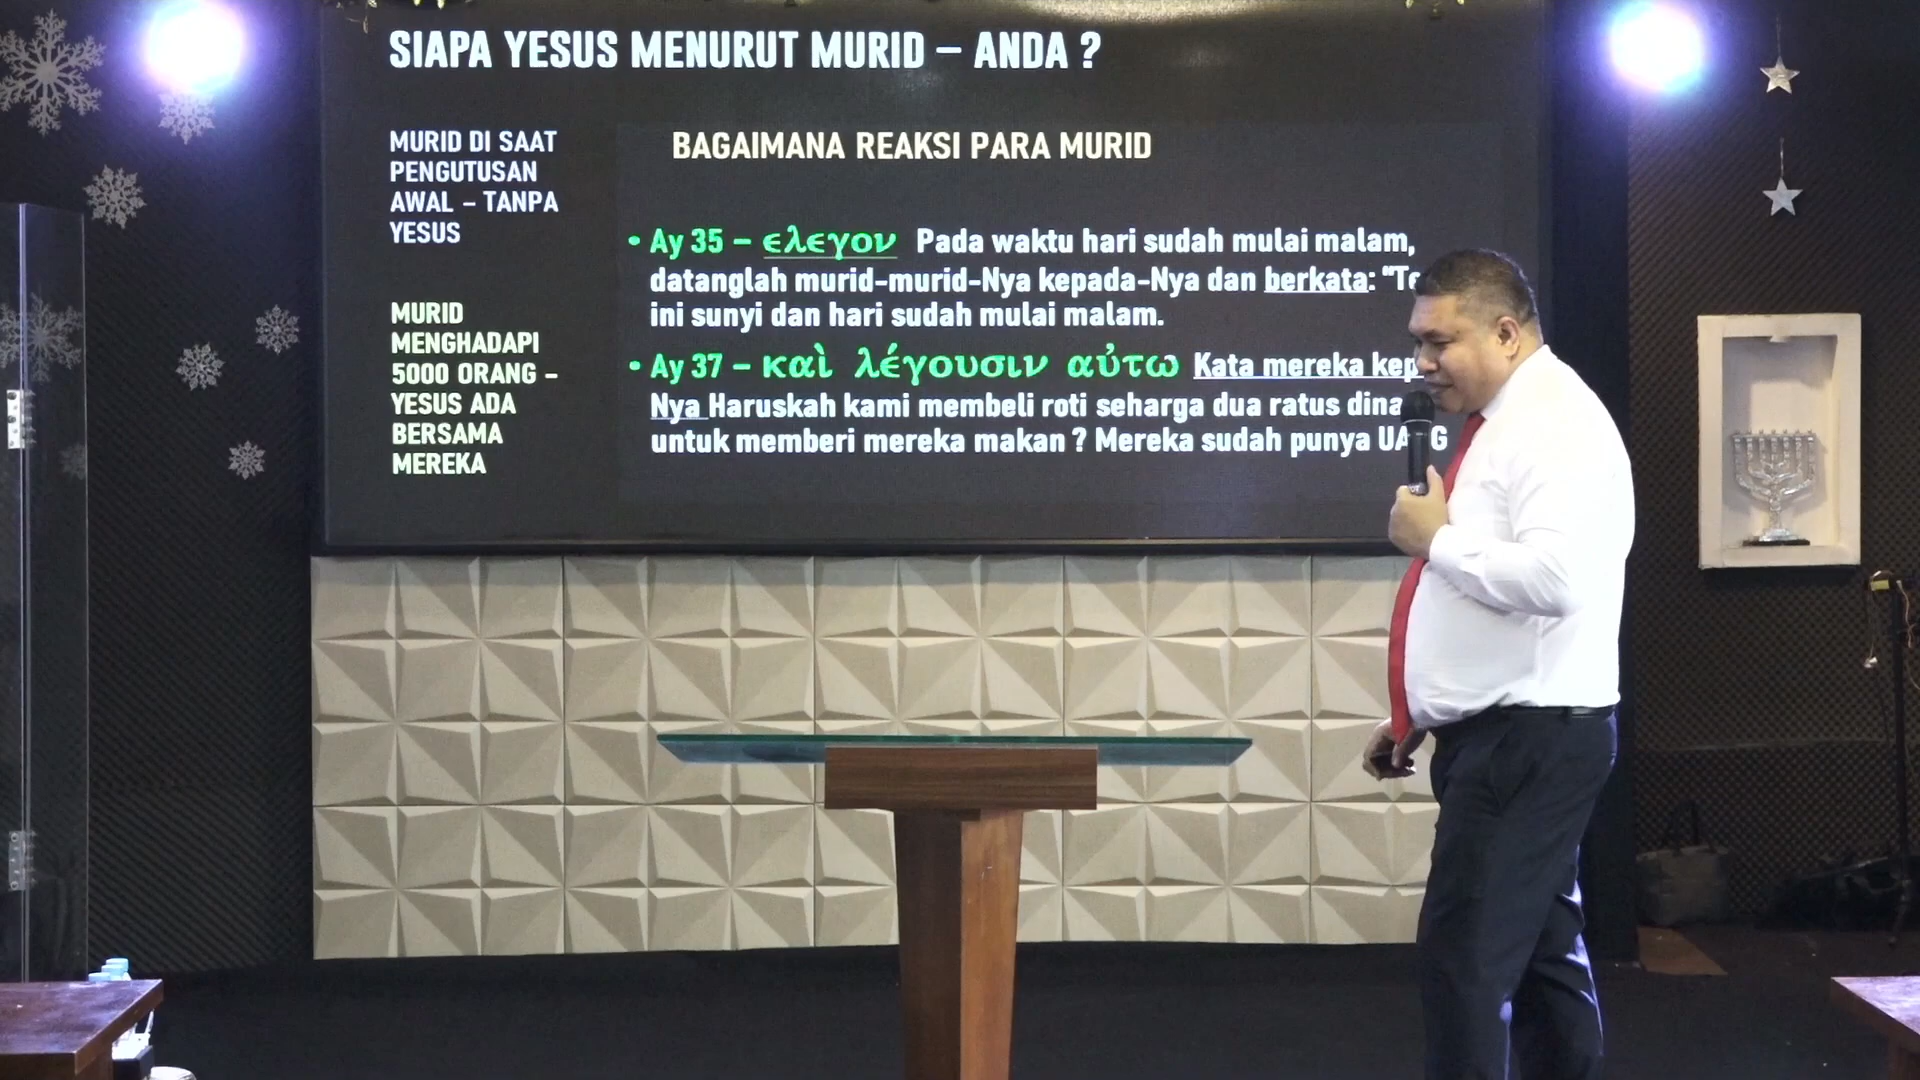 SIAPA YESUS MENURUT MURID – ANDA ?
MURID DI SAAT
PENGUTUSAN
AWAL – TANPA
YESUS
MURID
MENGHADAPI
5000 ORANG –
YESUS ADA
BERSAMA
MEREKA
BAGAIMANA REAKSI PARA MURID
• Ay 35 – ελεγον Pada waktu hari sudah mulai malam,
datanglah murid-murid-Nya kepada-Nya dan berkata: “Te
ini sunyi dan hari sudah mulai malam.
• Ay 37 – καὶ λέγουσιν αὐτω Kata mereka kep
Nya Haruskah kami membeli roti seharga dua ratus dina
untuk memberi mereka makan ? Mereka sudah punya UA G